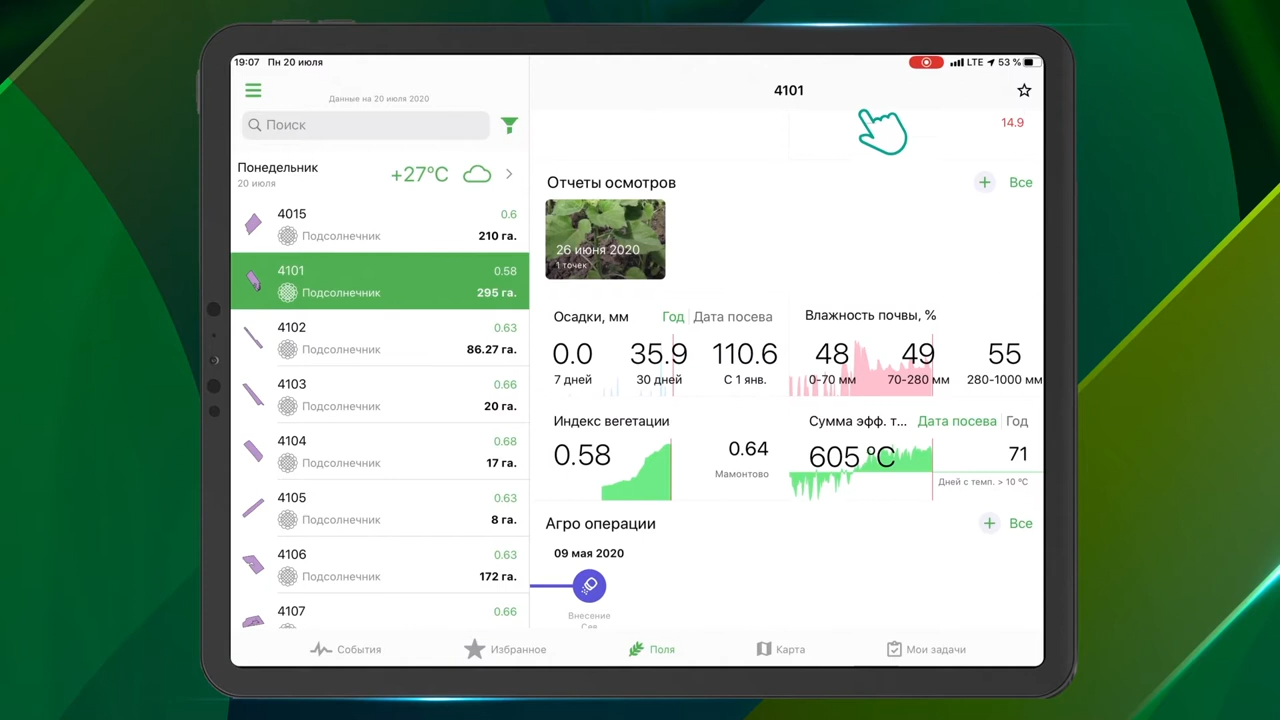 19:07 Пн 20 июля
LTE 53 %
Данные на 20 июля 2020
Поиск
Понедельник
20 июля
+27°C
4015 0.6
Подсолнечник 210 га.
4101 0.58
Подсолнечник 295 га.
4102 0.63
Подсолнечник 86.27 га.
4103 0.66
Подсолнечник 20 га.
4104 0.68
Подсолнечник 17 га.
4105 0.63
Подсолнечник 8 га.
4106 0.63
Подсолнечник 172 га.
4107 0.66
4101
14.9
Отчеты осмотров + Все
26 июня 2020
1 точек
Осадки, мм Год Дата посева
0.0 35.9 110.6
7 дней 30 дней С 1 янв.
Влажность почвы, %
48 49 55
0-70 мм 70-280 мм 280-1000 мм
Индекс вегетации
0.58 0.64
Мамонтово
Сумма эфф. т... Дата посева Год
605 °C 71
Дней с темп. > 10 °C
Агро операции + Все
09 мая 2020
Внесение
Сев
События Избранное Поля Карта Мои задачи